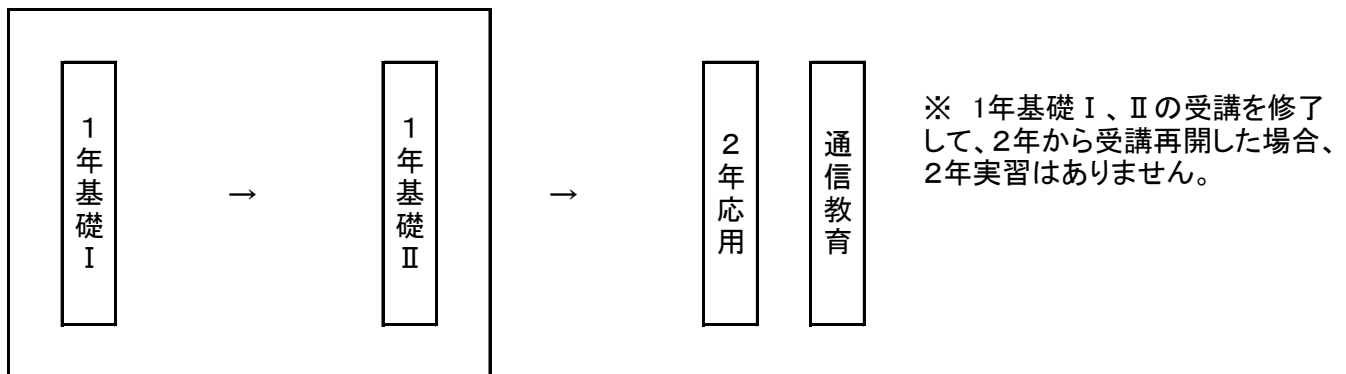 1年基礎Ⅰ
→
1年基礎Ⅱ
→
２年応用
通信教育
※ 1年基礎Ⅰ、Ⅱの受講を修了
して、２年から受講再開した場合、
２年実習はありません。